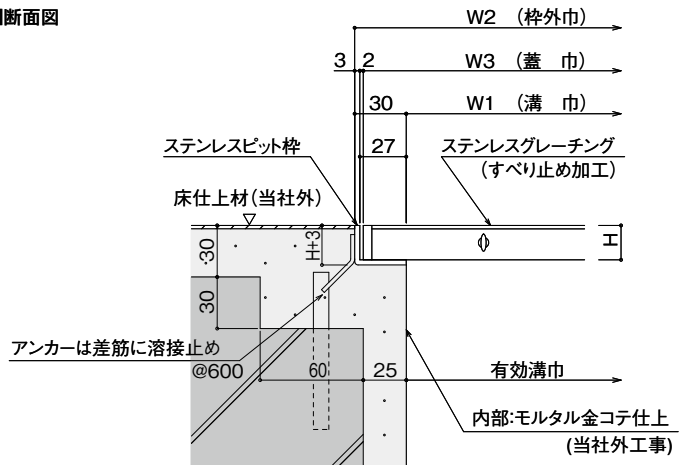 断面図
W2 (枠外巾)
3 2 W3 (蓋 巾)
30 W1 (溝 巾)
27
ステンレスピット枠
ステンレスグレーチング
(すべり止め加工)
床仕上材(当社外)
30
H+3
H
30
アンカーは差筋に溶接止め
@600
60
25
有効溝巾
内部:モルタル金コテ仕上
(当社外工事)